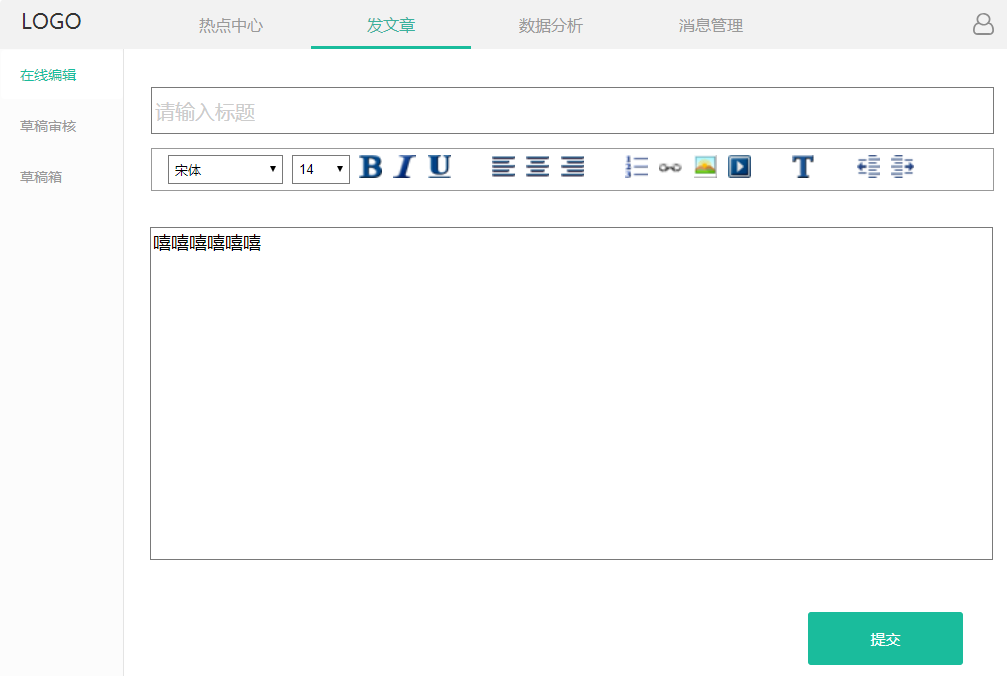 LOGO 热点中心 发文章 数据分析 消息管理
在线编辑
草稿审核
草稿箱
请输入标题
宋体 14 B I U T
嘻嘻嘻嘻嘻嘻
提交